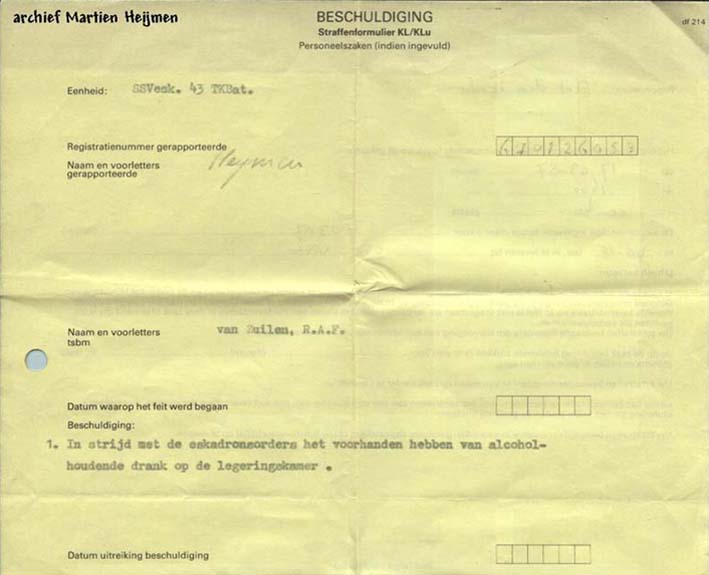 archief Martien Heijmen
BESCHULDIGING
df 214
Straffenformulier KL/KLu
Personeelszaken (indien ingevuld)
Eenheid: SSVesk. 43 TKBat.
Registratienummer gerapporteerde
Naam en voorletters Heymen
gerapporteerde
Naam en voorletters van Zuilen, R.A.F.
tsbm
Datum waarop het feit werd begaan
Beschuldiging:
1. In strijd met de eskadronsorders het voorhanden hebben van alcohol-
houdende drank op de legeringskamer .
Datum uitreiking beschuldiging